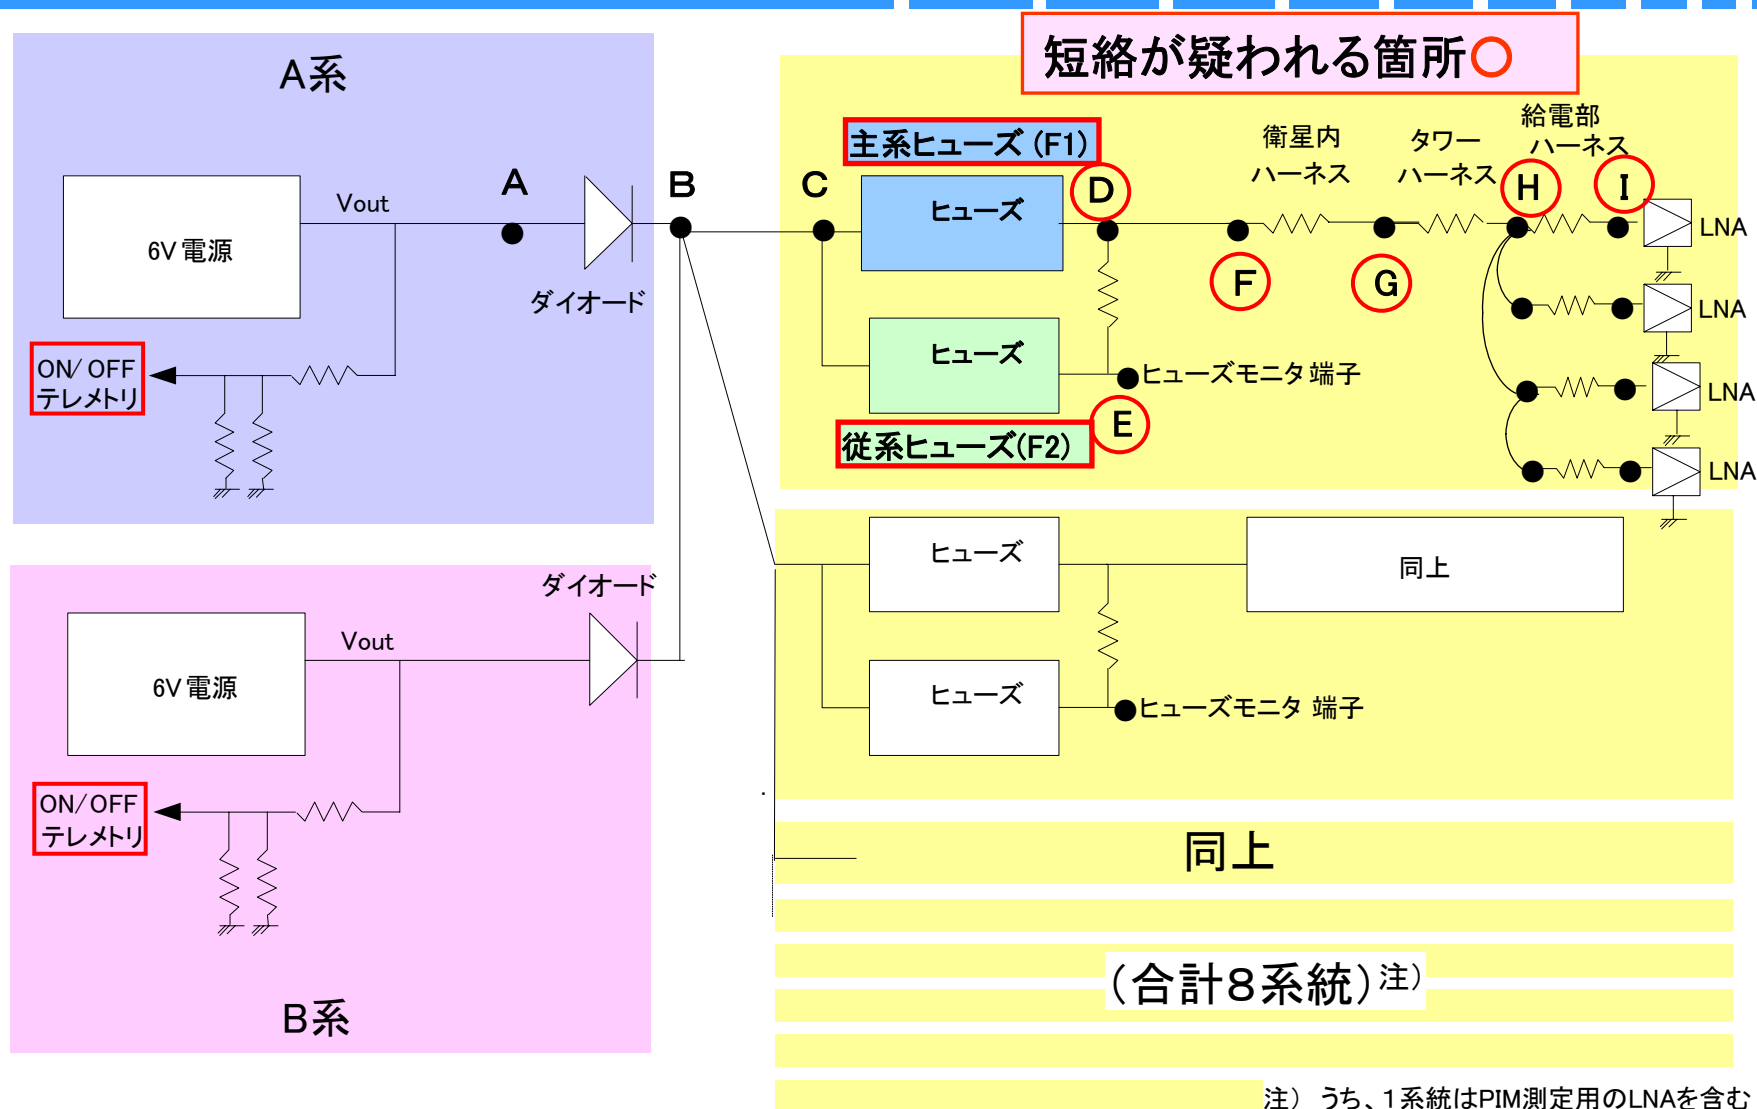 短絡が疑われる箇所○
A系
6V電源
Vout
A
ダイオード
B
ON/OFF
テレメトリ
C
主系ヒューズ (F1)
ヒューズ
D
衛星内
ハーネス
タワー
ハーネス
給電部
ハーネス
H
I
F
G
LNA
LNA
LNA
LNA
ヒューズ
ヒューズモニタ端子
E
従系ヒューズ(F2)
ダイオード
6V電源
Vout
ON/OFF
テレメトリ
B系
ヒューズ
同上
ヒューズ
ヒューズモニタ 端子
同上
(合計8系統)注)
注) うち、1系統はPIM測定用のLNAを含む